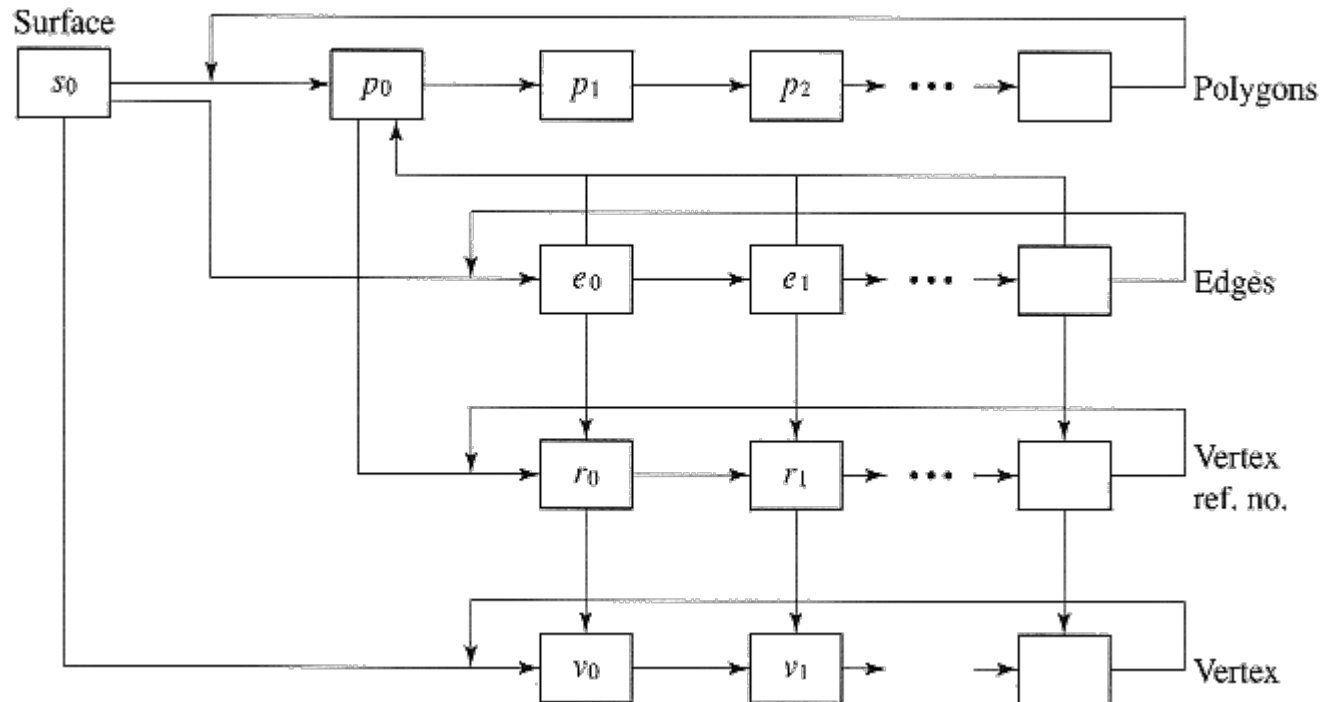 Surface
s0 p0 p1 p2 ••• Polygons
e0 e1 ••• Edges
r0 r1 ••• Vertex
ref. no.
v0 v1 Vertex